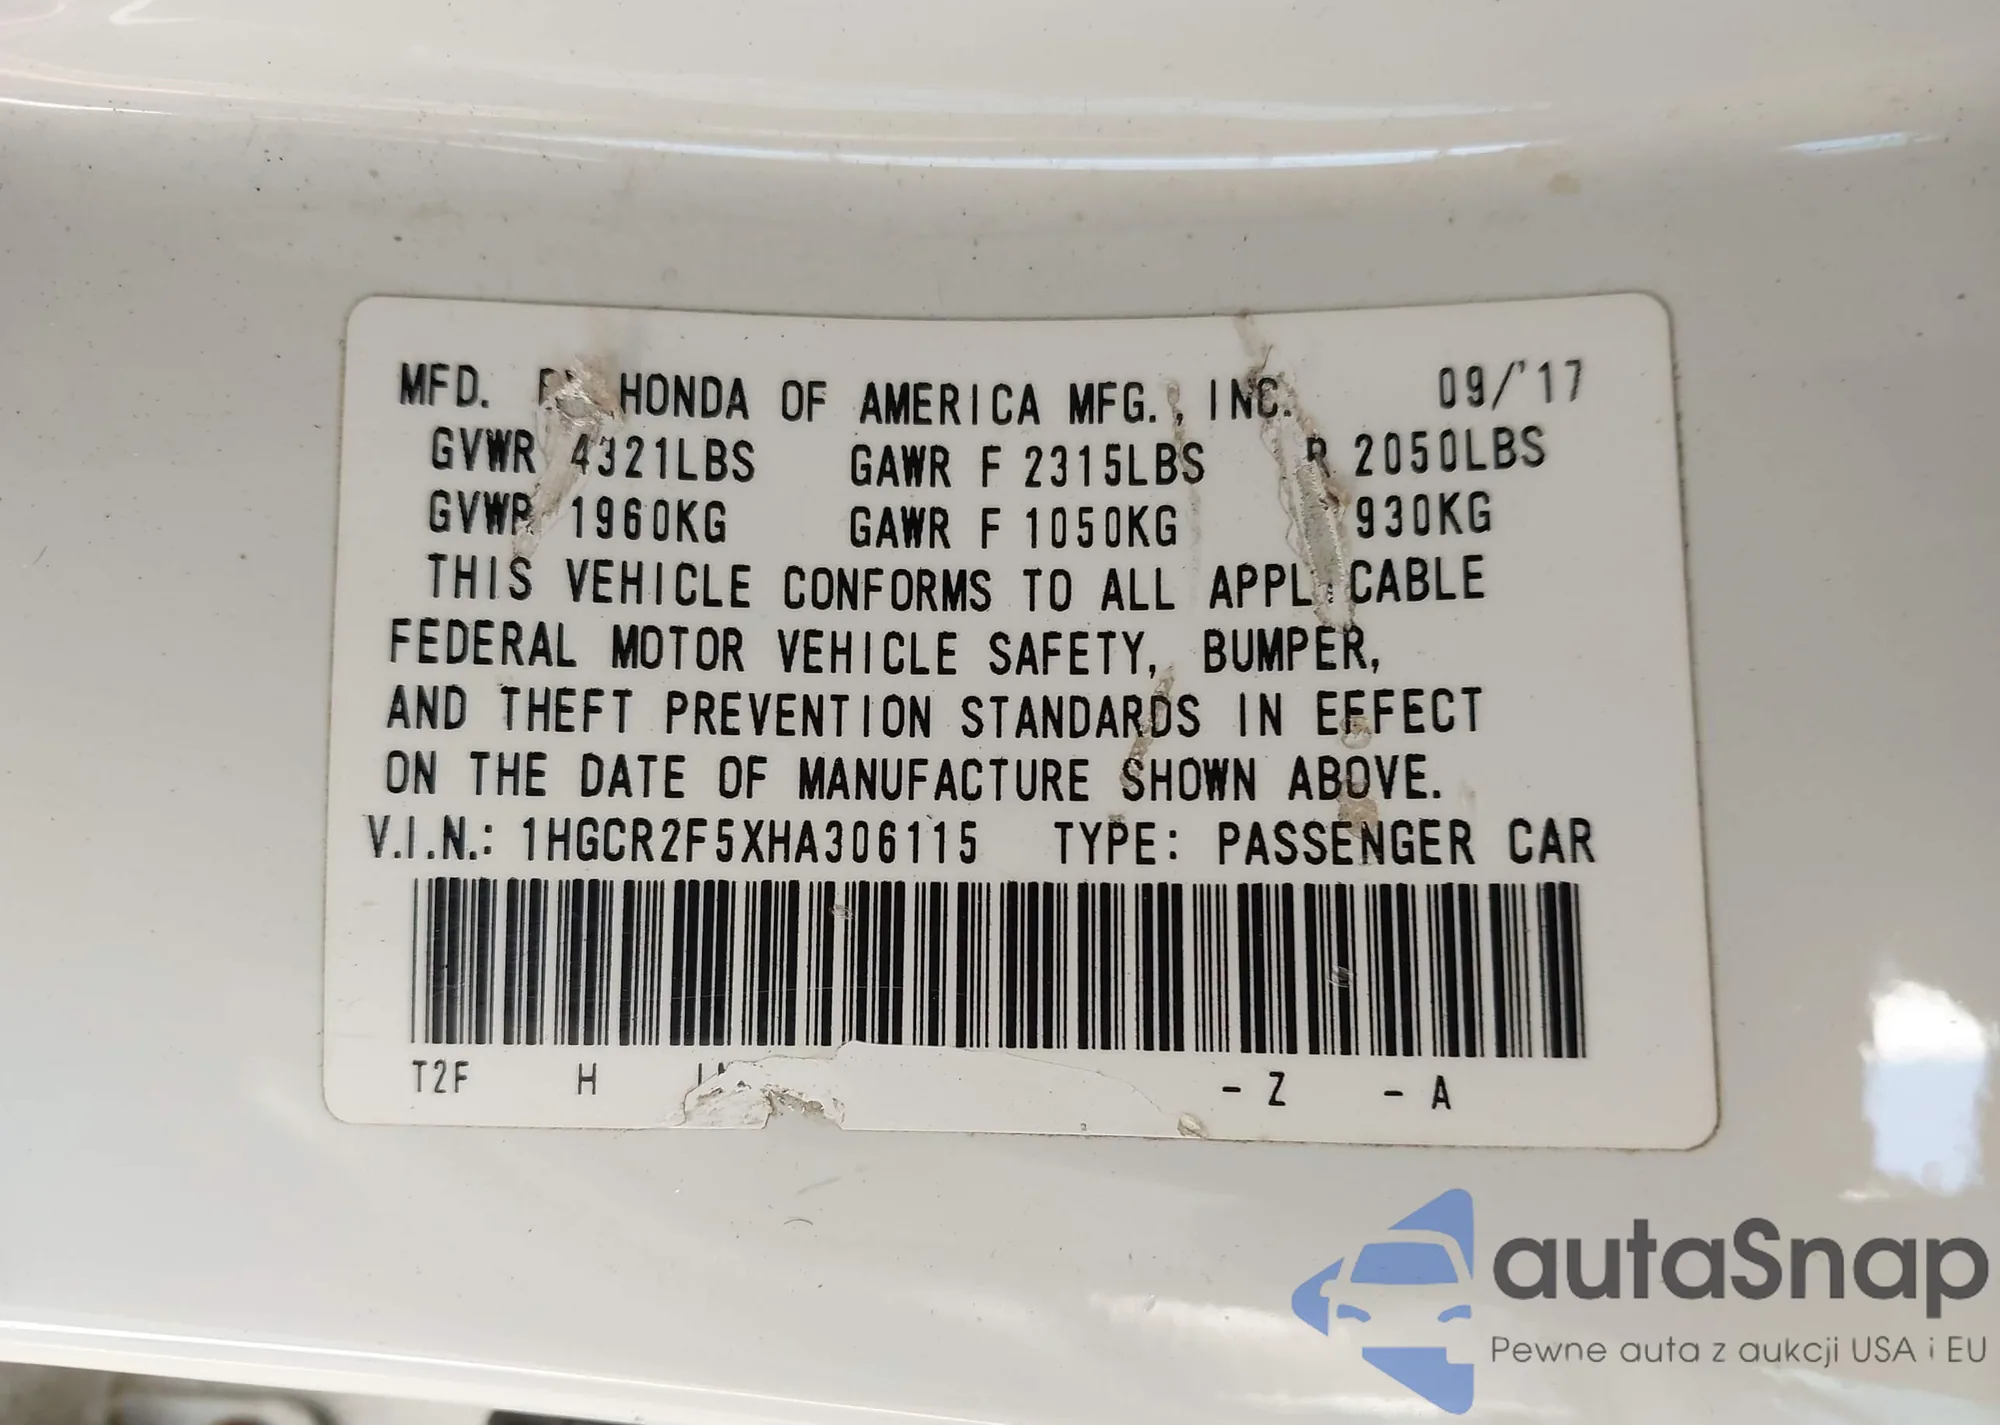 MFD. HONDA OF AMERICA MFG., INC. 09/'17
GVWR 4321LBS GAWR F 2315LBS R 2050LBS
GVWR 1960KG GAWR F 1050KG 930KG
THIS VEHICLE CONFORMS TO ALL APPLICABLE
FEDERAL MOTOR VEHICLE SAFETY, BUMPER,
AND THEFT PREVENTION STANDARDS IN EFFECT
ON THE DATE OF MANUFACTURE SHOWN ABOVE.
V.I.N.: 1HGCR2F5XHA306115 TYPE: PASSENGER CAR
T2F H - Z - A
autaSnap
Pewne auta z aukcji USA i EU